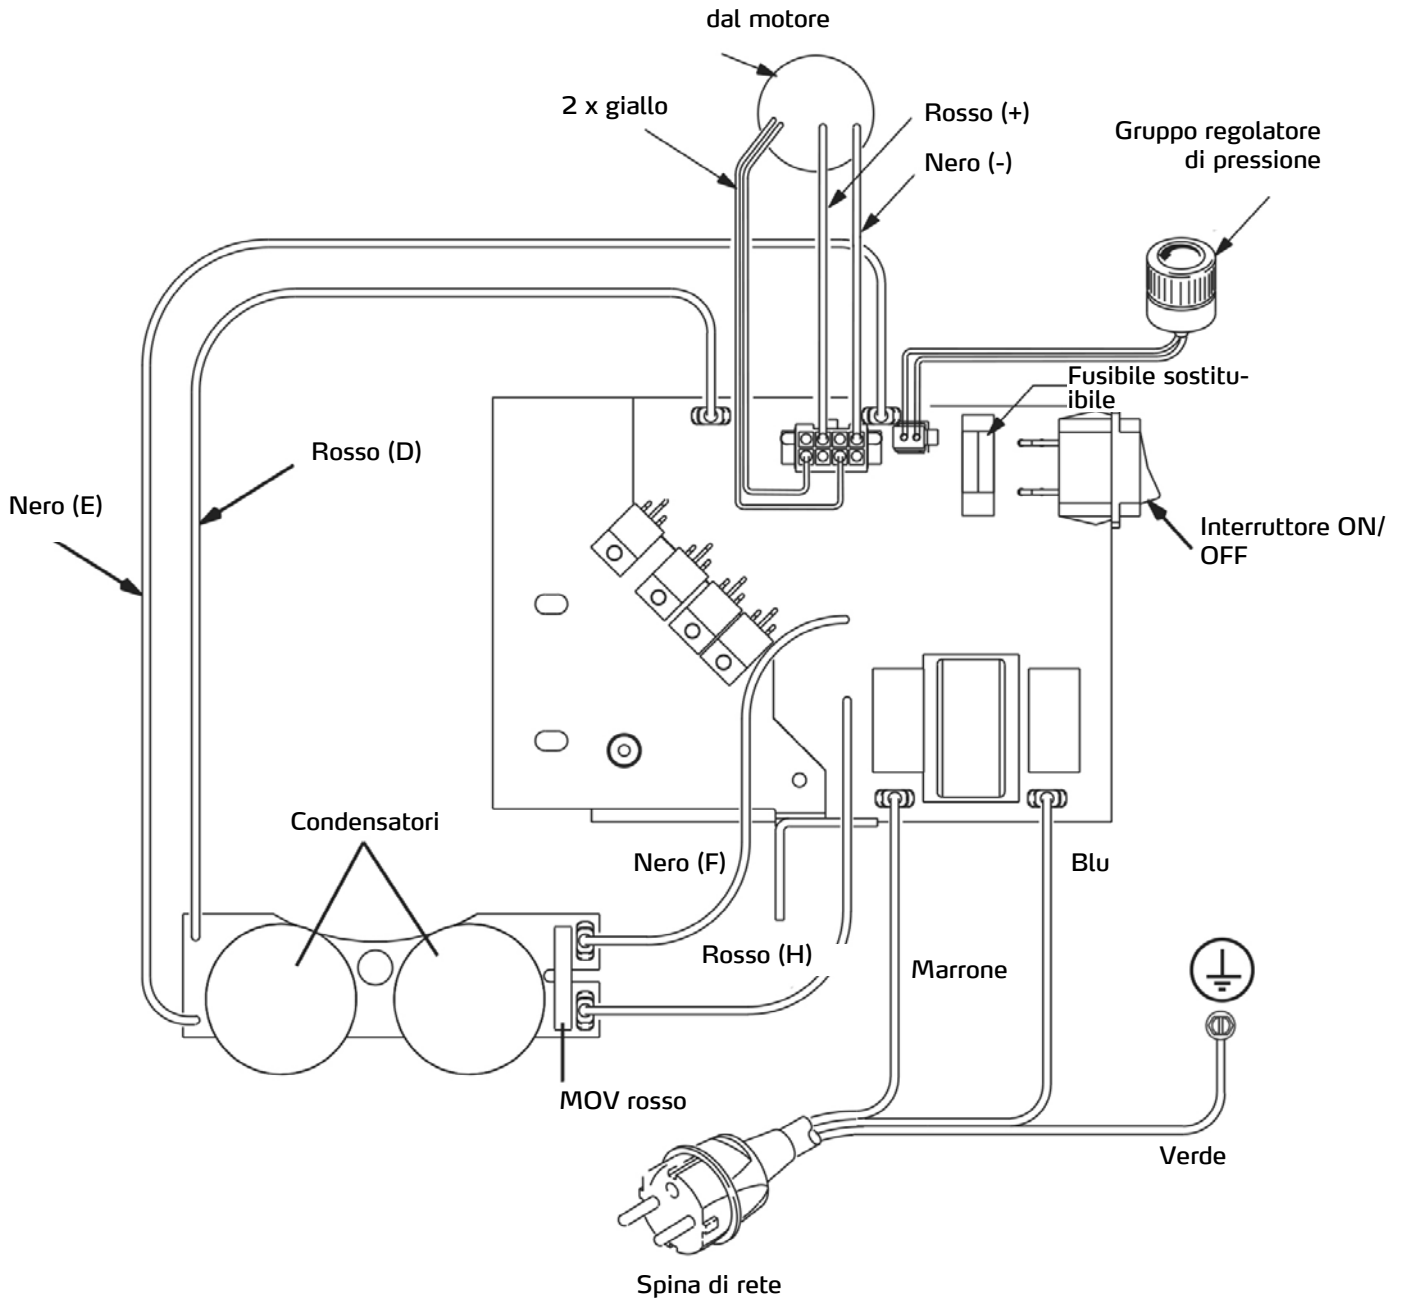 dal motore
2 x giallo
Rosso (+)
Gruppo regolatore
di pressione
Nero (-)
Fusibile sostitu-
ibile
Rosso (D)
Nero (E)
Interruttore ON/
OFF
Condensatori
Nero (F)
Blu
Rosso (H)
Marrone
MOV rosso
Verde
Spina di rete